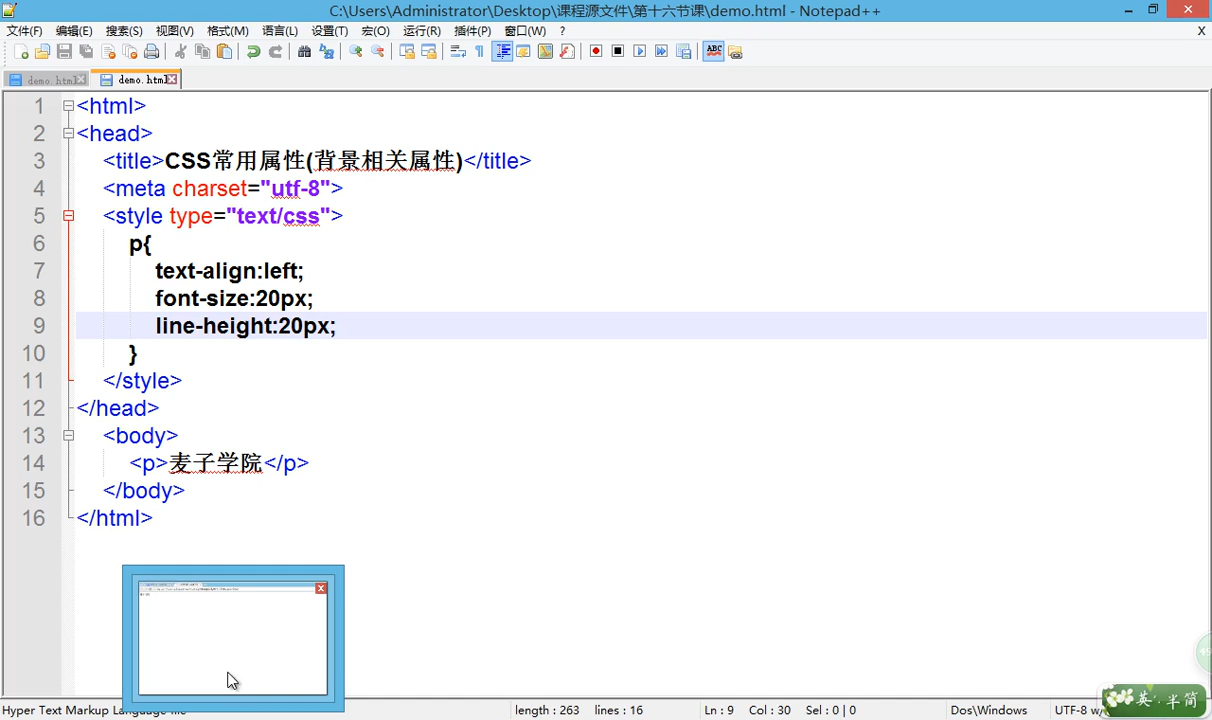 C:\Users\Administrator\Desktop\课程源文件\第十六节课\demo.html - Notepad++
文件(F) 编辑(E) 搜索(S) 视图(V) 格式(M) 语言(L) 设置(T) 宏(O) 运行(R) 插件(P) 窗口(W) ? X
demo.html demo.html
1 <html>
2 <head>
3 <title>CSS常用属性(背景相关属性)</title>
4 <meta charset="utf-8">
5 <style type="text/css">
6 p{
7 text-align:left;
8 font-size:20px;
9 line-height:20px;
10 }
11 </style>
12 </head>
13 <body>
14 <p>麦子学院</p>
15 </body>
16 </html>
Hyper Text Markup Language file length : 263 lines : 16 Ln : 9 Col : 30 Sel : 0 | 0 Dos\Windows UTF-8 英 半 简